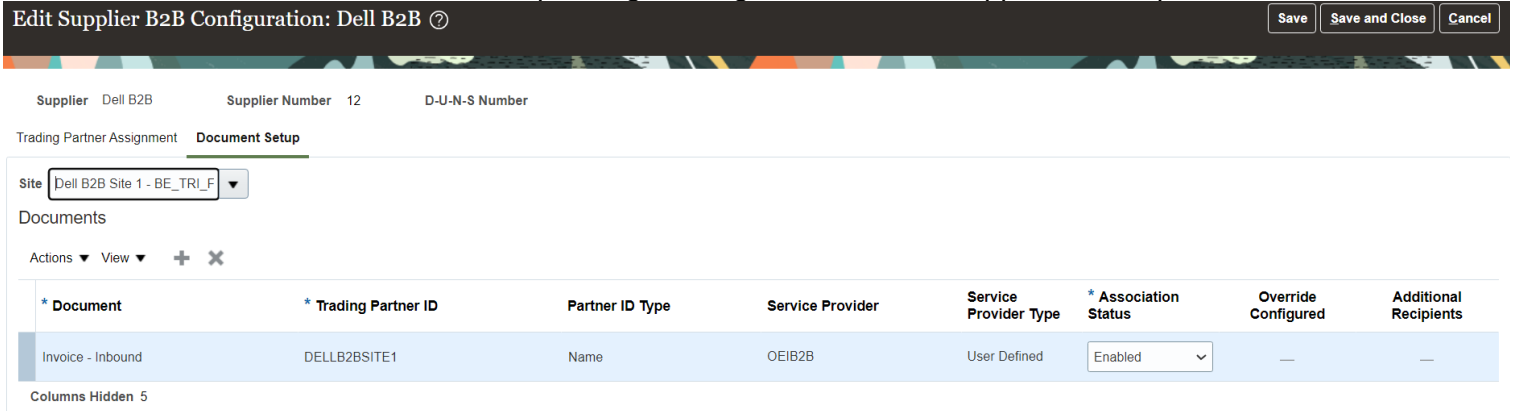 Edit Supplier B2B Configuration: Dell B2B
Save Save and Close Cancel
Supplier Dell B2B Supplier Number 12 D-U-N-S Number
Trading Partner Assignment Document Setup
Site Dell B2B Site 1 - BE_TRI_F
Documents
Actions View
* Document * Trading Partner ID Partner ID Type Service Provider Service Provider Type * Association Status Override Configured Additional Recipients
Invoice - Inbound DELLB2BSITE1 Name OEIB2B User Defined Enabled — —
Columns Hidden 5